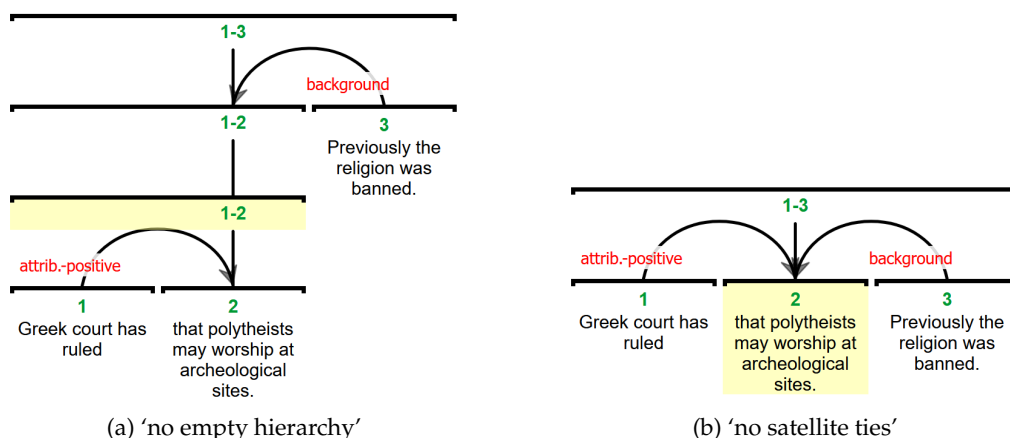 1-3
background
1-2
3
Previously the
religion was
banned.
1-2
attrib.-positive
1
2
Greek court has
ruled
that polytheists
may worship at
archeological
sites.
(a) ‘no empty hierarchy’
1-3
attrib.-positive
background
1
2
3
Greek court has
ruled
that polytheists
may worship at
archeological
sites.
Previously the
religion was
banned.
(b) ‘no satellite ties’